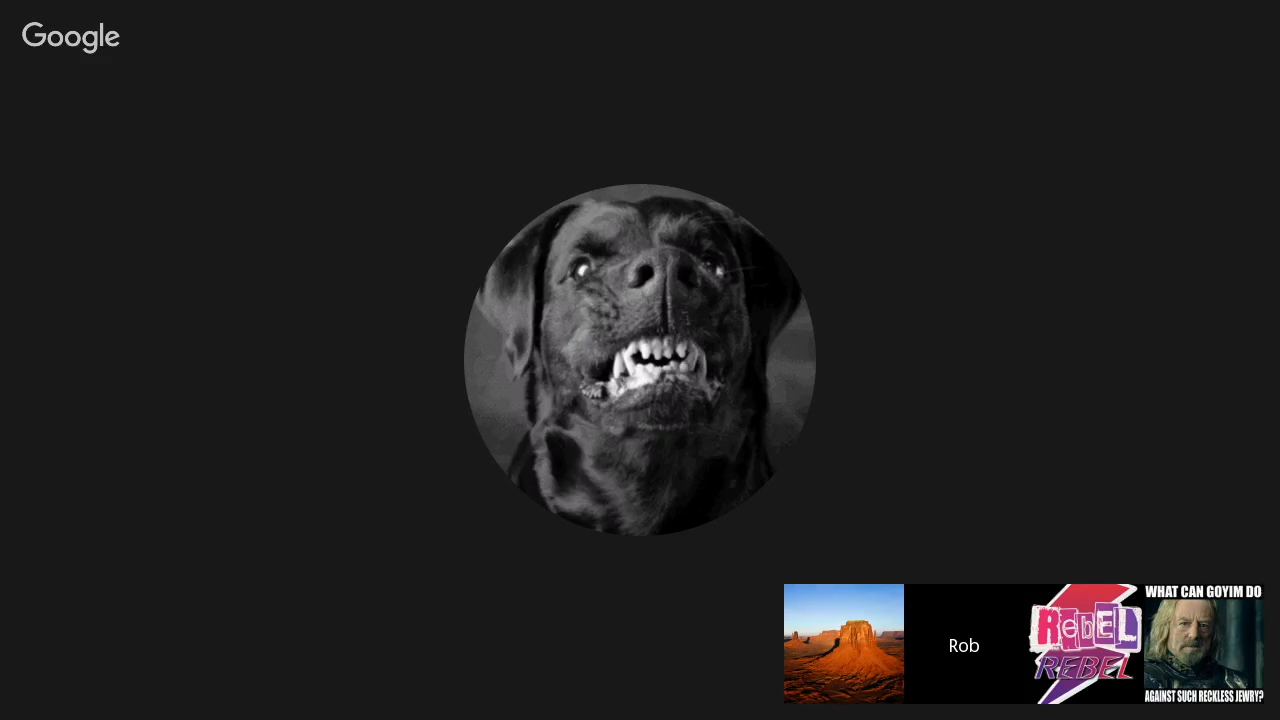 Google
Rob
ReBEL
REBEL
WHAT CAN GOYIM DO
AGAINST SUCH RECKLESS JEWRY?